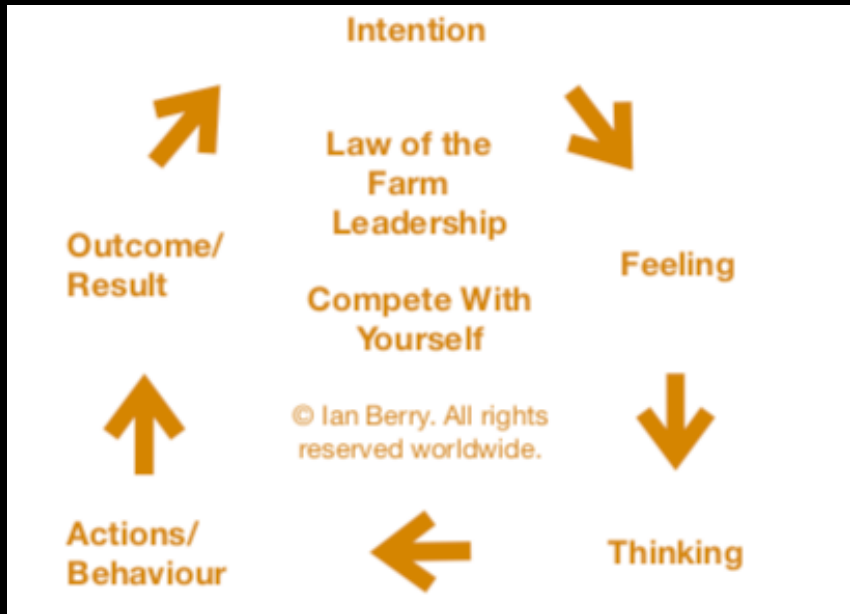 Intention
Law of the
Farm
Leadership
Outcome/
Result
Feeling
Compete With
Yourself
© Ian Berry. All rights
reserved worldwide.
Actions/
Behaviour
Thinking